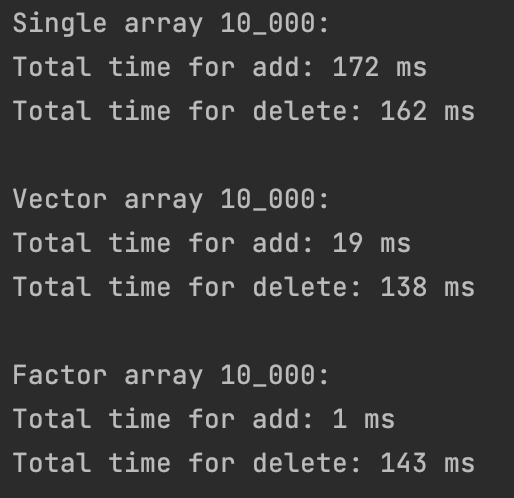 Single array 10_000:
Total time for add: 172 ms
Total time for delete: 162 ms
Vector array 10_000:
Total time for add: 19 ms
Total time for delete: 138 ms
Factor array 10_000:
Total time for add: 1 ms
Total time for delete: 143 ms